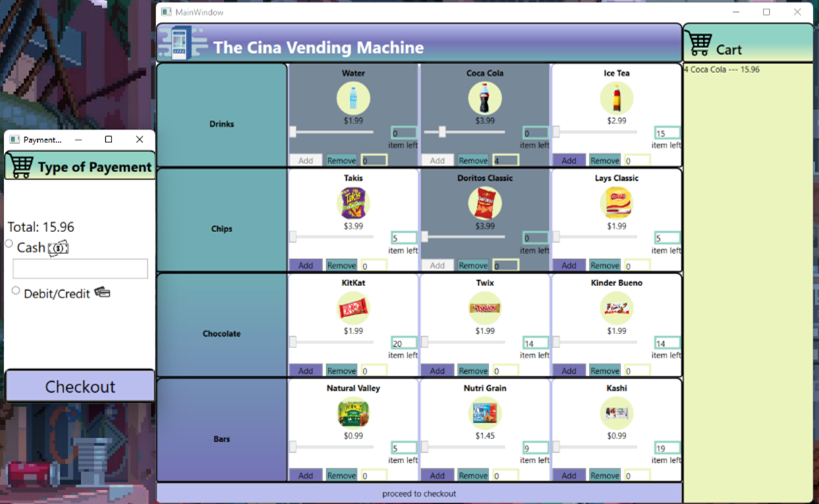 MainWindow
The Cina Vending Machine
Cart
4 Coca Cola --- 15.96
Drinks
Water
$1.99
0
item left
Add Remove 0
Coca Cola
$3.99
0
item left
Add Remove 4
Ice Tea
$2.99
15
item left
Add Remove 0
Chips
Takis
$3.99
5
item left
Add Remove 0
Doritos Classic
$3.99
0
item left
Add Remove 0
Lays Classic
$1.99
5
item left
Add Remove 0
Chocolate
KitKat
$1.99
20
item left
Add Remove 0
Twix
$1.99
14
item left
Add Remove 0
Kinder Bueno
$1.99
14
item left
Add Remove 0
Bars
Natural Valley
$0.99
5
item left
Add Remove 0
Nutri Grain
$1.45
9
item left
Add Remove 0
Kashi
$0.99
19
item left
Add Remove 0
proceed to checkout
Payment...
Type of Payement
Total: 15.96
Cash
Debit/Credit
Checkout